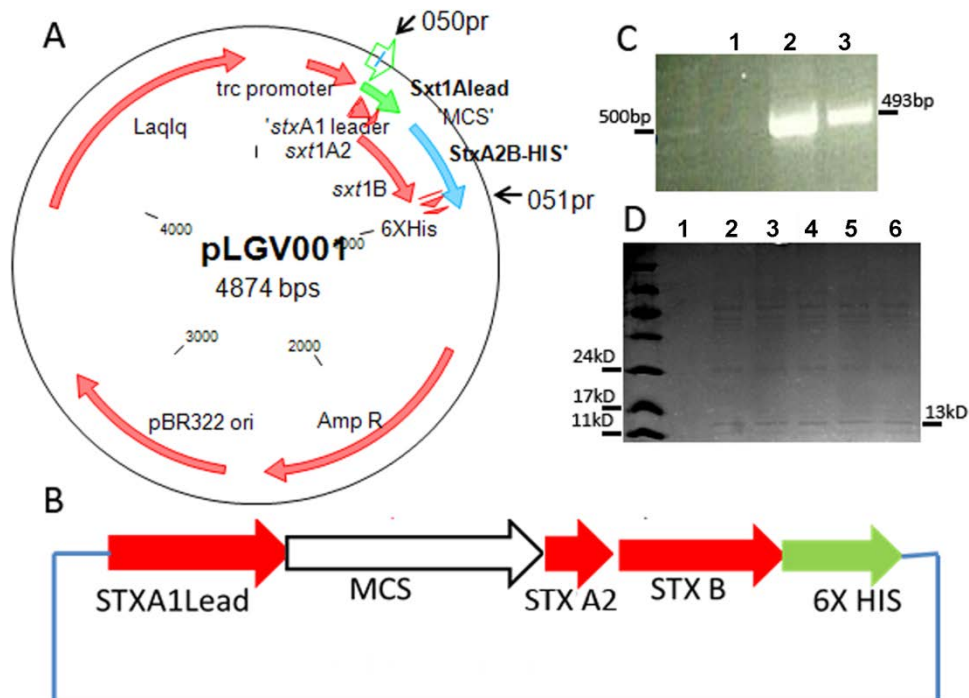 A
050pr
trc promoter
Sxt1Alead
'MCS'
LaqIq
'stxA1 leader
sxt1A2
StxA2B-HIS'
sxt1B
051pr
6XHis
4000
pLGV001
4874 bps
3000
2000
pBR322 ori
Amp R
C
1 2 3
500bp
493bp
D
1 2 3 4 5 6
24kD
17kD
11kD
13kD
B
STXA1Lead
MCS
STX A2
STX B
6X HIS